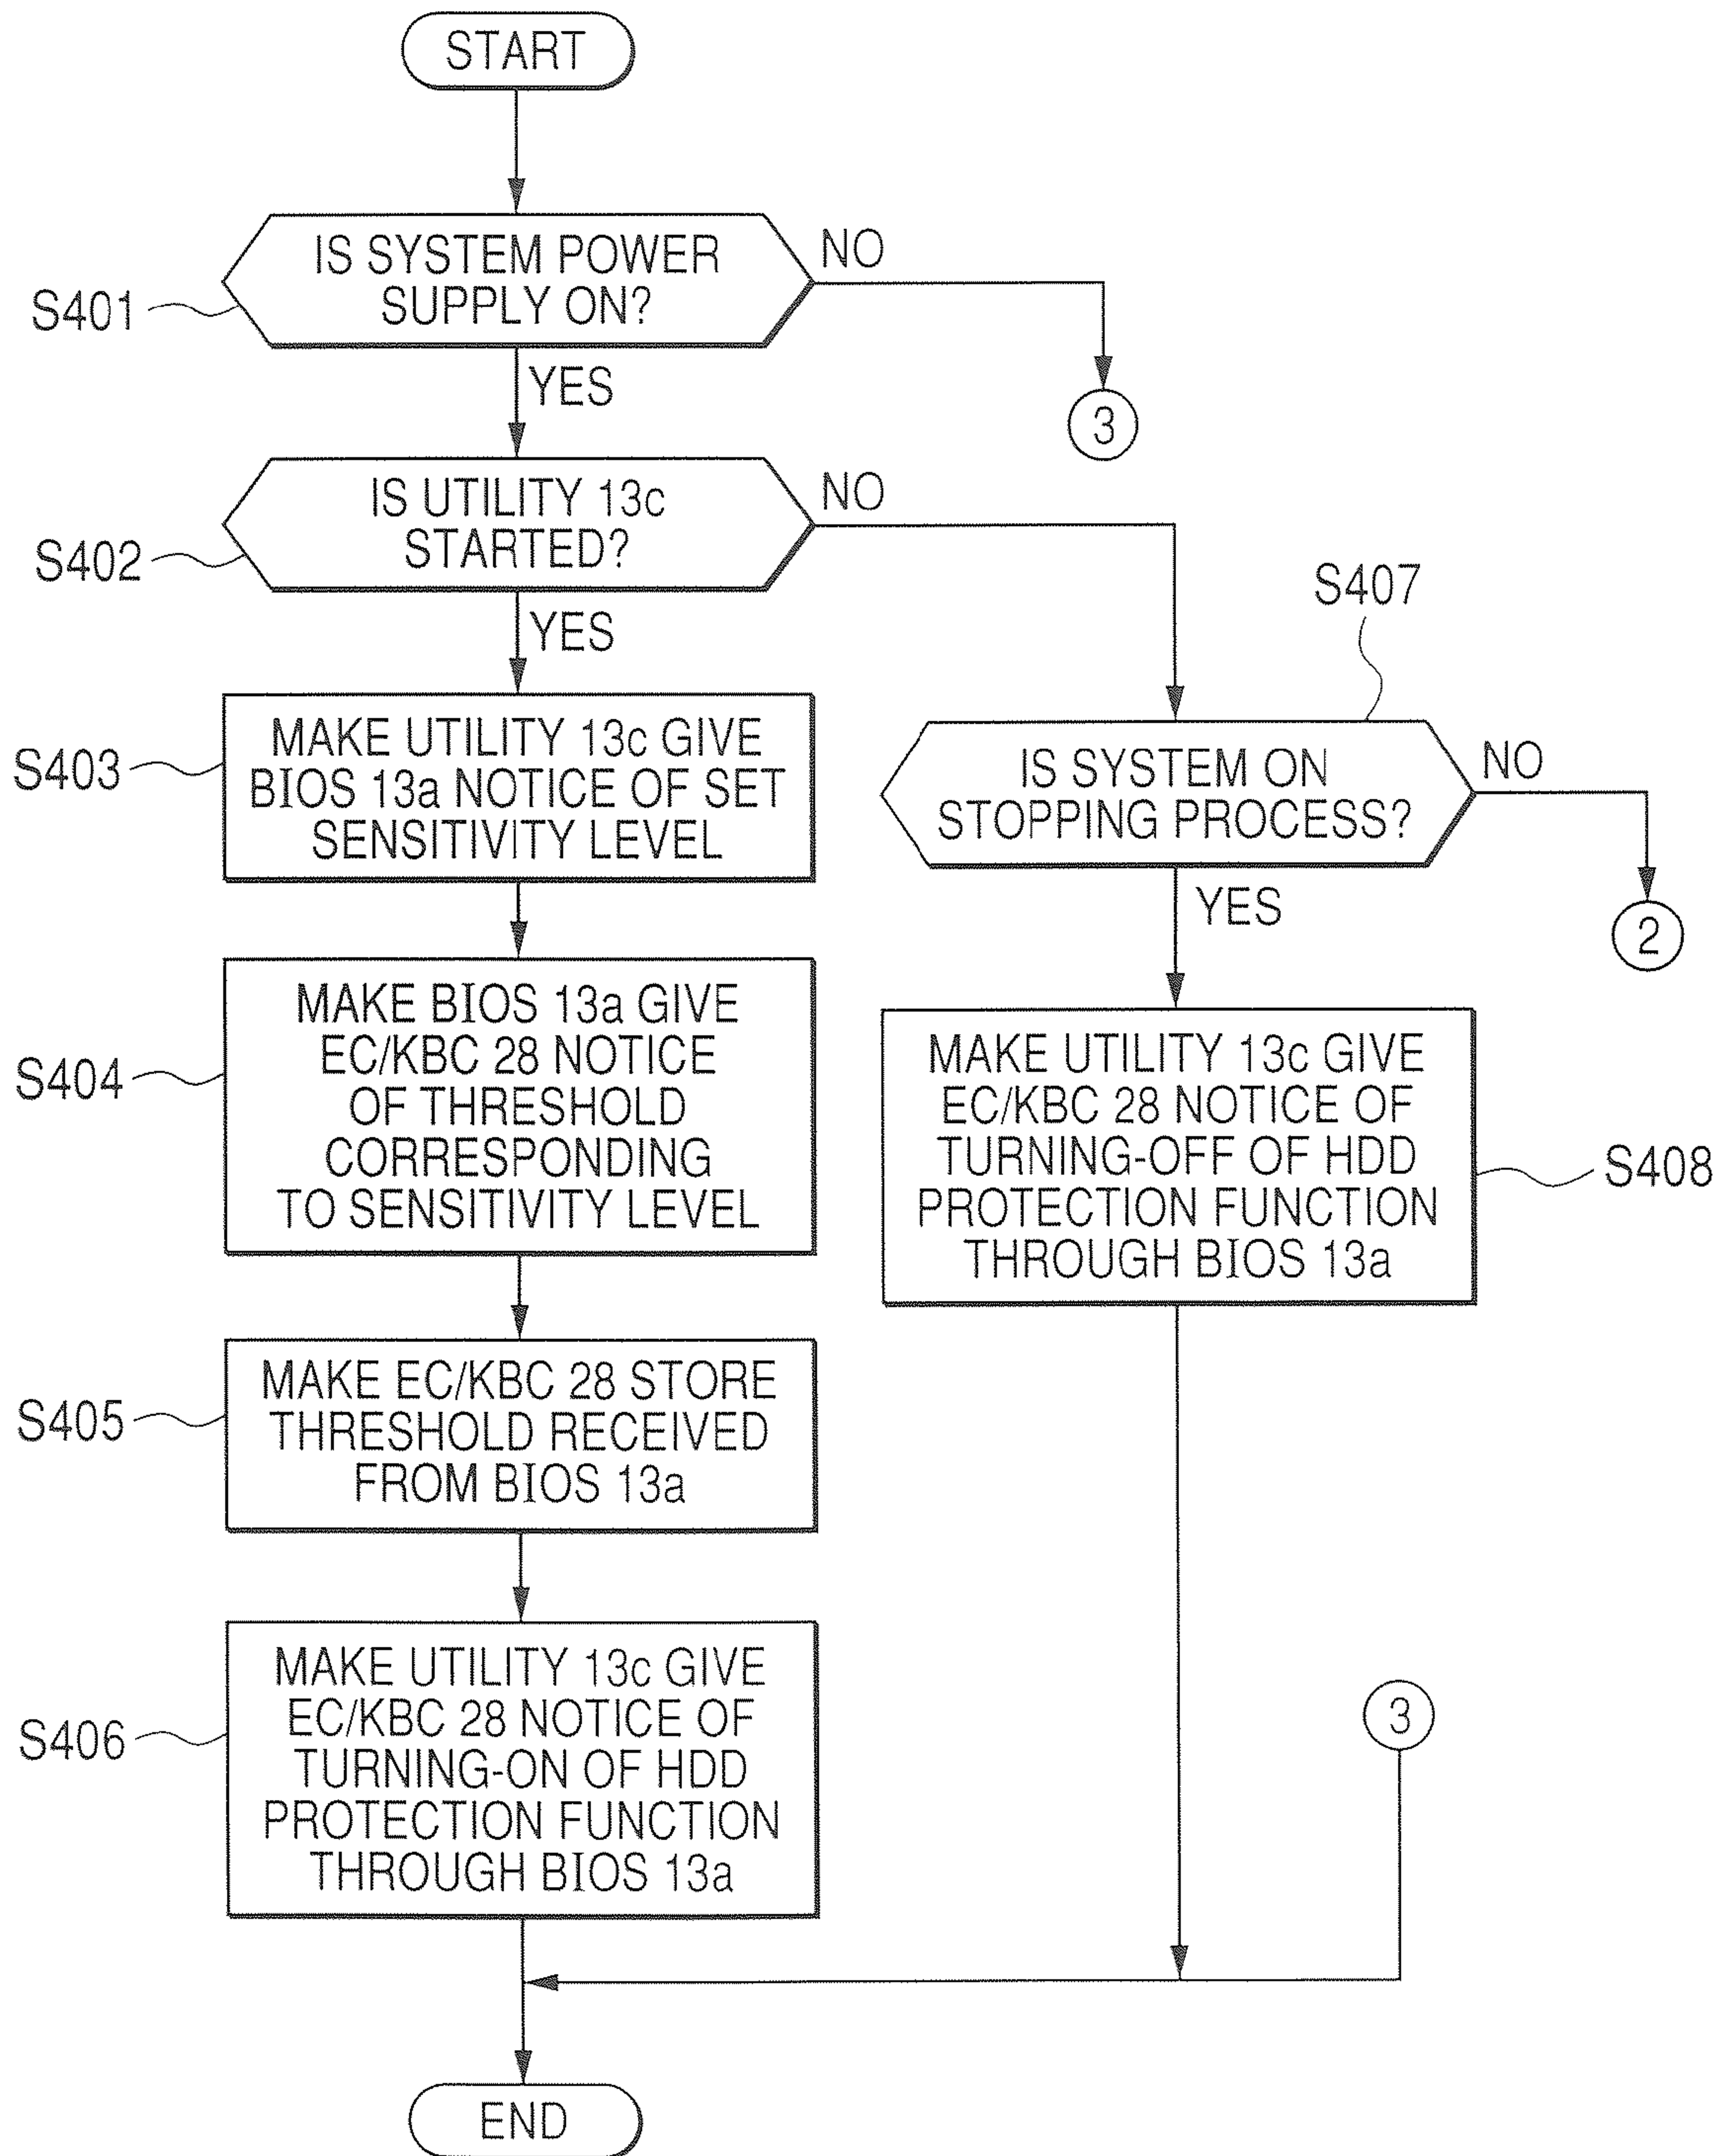 START
IS SYSTEM POWER
SUPPLY ON?
NO
S401
YES
3
IS UTILITY 13c
STARTED?
NO
S402
YES
S407
MAKE UTILITY 13c GIVE
BIOS 13a NOTICE OF SET
SENSITIVITY LEVEL
S403
IS SYSTEM ON
STOPPING PROCESS?
NO
YES
2
MAKE BIOS 13a GIVE
EC/KBC 28 NOTICE
OF THRESHOLD
CORRESPONDING
TO SENSITIVITY LEVEL
S404
MAKE UTILITY 13c GIVE
EC/KBC 28 NOTICE OF
TURNING-OFF OF HDD
PROTECTION FUNCTION
THROUGH BIOS 13a
S408
MAKE EC/KBC 28 STORE
THRESHOLD RECEIVED
FROM BIOS 13a
S405
MAKE UTILITY 13c GIVE
EC/KBC 28 NOTICE OF
TURNING-ON OF HDD
PROTECTION FUNCTION
THROUGH BIOS 13a
S406
3
END